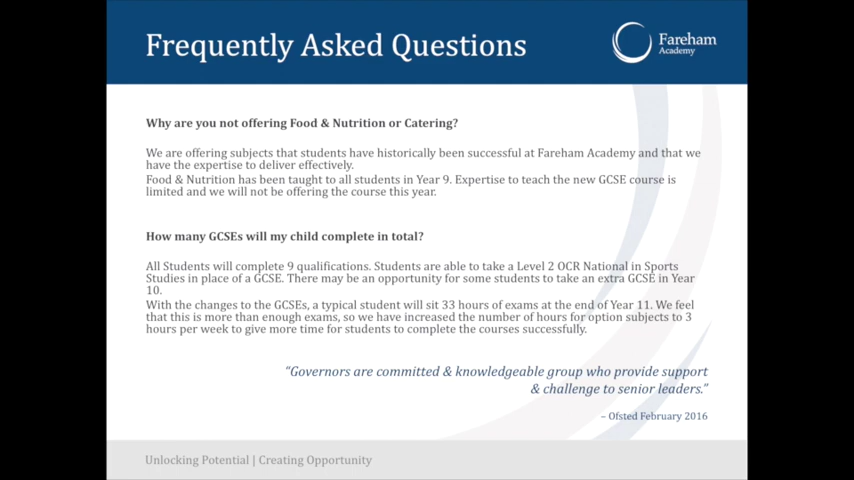 Frequently Asked Questions
Fareham
Academy
Why are you not offering Food & Nutrition or Catering?
We are offering subjects that students have historically been successful at Fareham Academy and that we
have the expertise to deliver effectively.
Food & Nutrition has been taught to all students in Year 9. Expertise to teach the new GCSE course is
limited and we will not be offering the course this year.
How many GCSEs will my child complete in total?
All Students will complete 9 qualifications. Students are able to take a Level 2 OCR National in Sports
Studies in place of a GCSE. There may be an opportunity for some students to take an extra GCSE in Year
10.
With the changes to the GCSEs, a typical student will sit 33 hours of exams at the end of Year 11. We feel
that this is more than enough exams, so we have increased the number of hours for option subjects to 3
hours per week to give more time for students to complete the courses successfully.
“Governors are committed & knowledgeable group who provide support
& challenge to senior leaders.”
– Ofsted February 2016
Unlocking Potential | Creating Opportunity